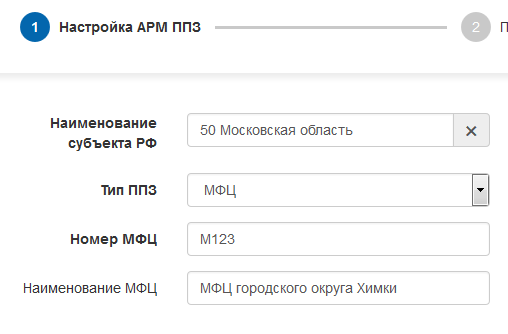 1 Настройка АРМ ППЗ 2 П
Наименование
субъекта РФ
50 Московская область
Тип ППЗ МФЦ
Номер МФЦ М123
Наименование МФЦ МФЦ городского округа Химки